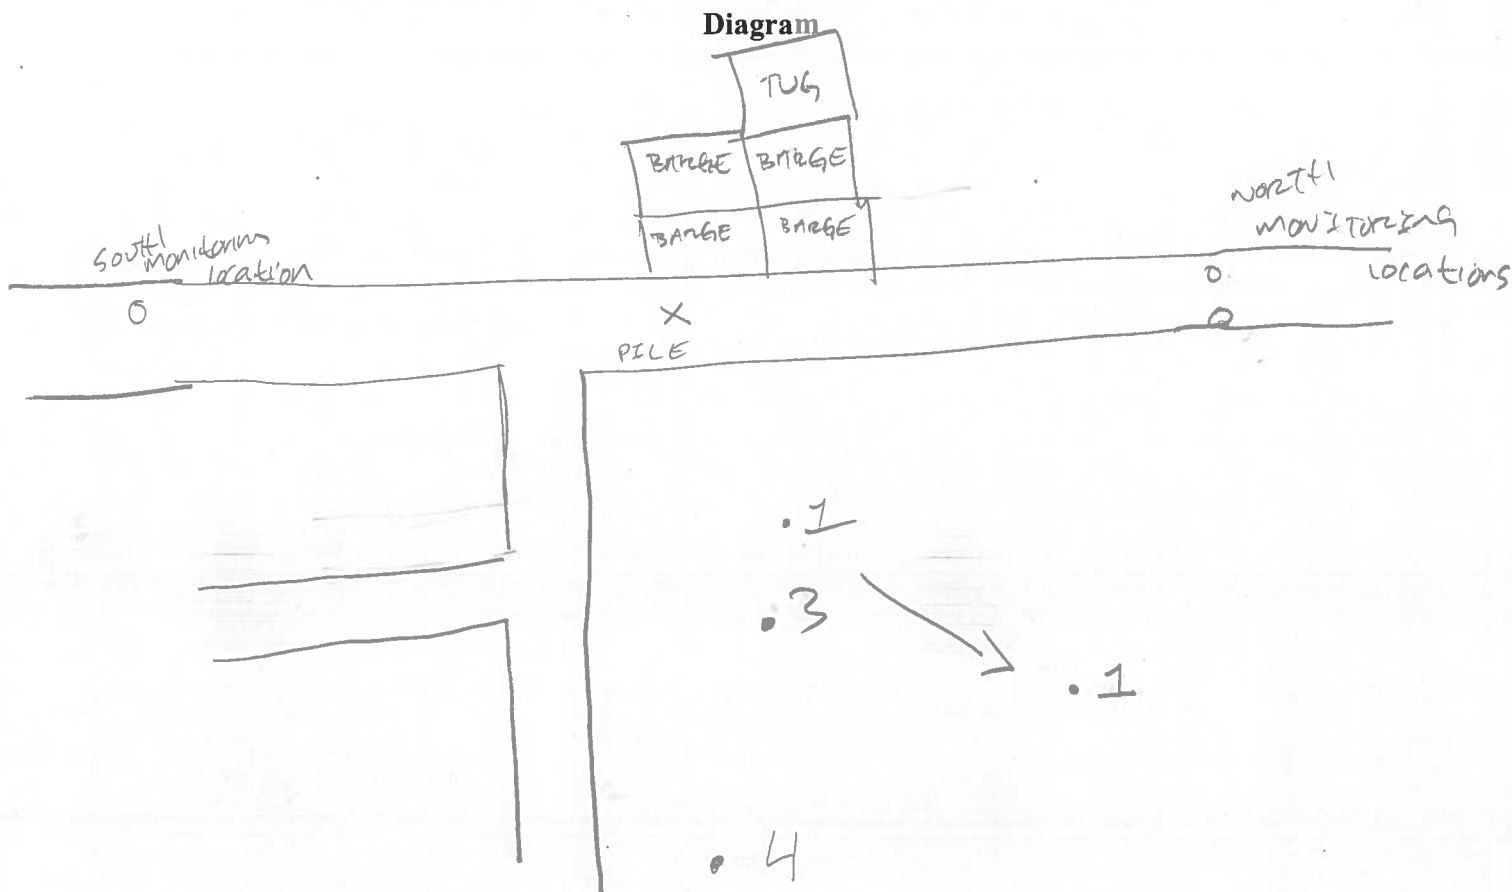 Diagram
TUG
BARGE BARGE
BARGE BARGE
South
monitoring
location
NORTH
MONITORING
Locations
O
X
O
O
PILE
.1
.3
.1
.4